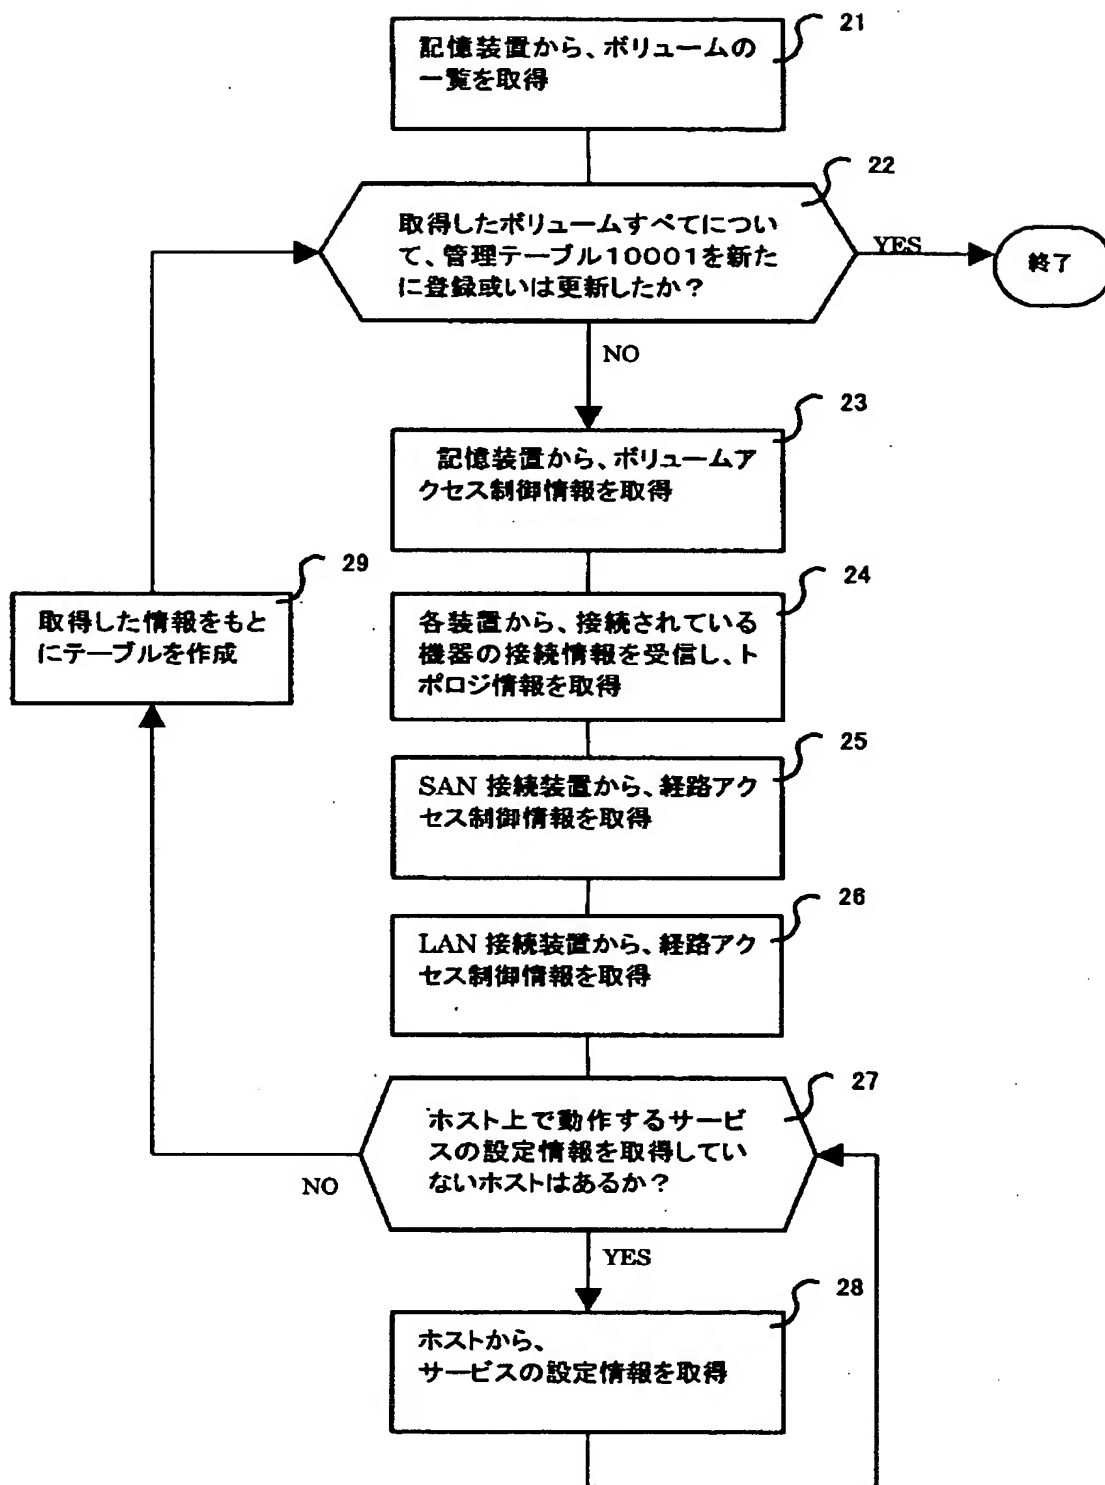 21
記憶装置から、ボリュームの
一覧を取得
22
取得したボリュームすべてについ
て、管理テーブル10001を新た
に登録或いは更新したか？
YES
終了
NO
23
記憶装置から、ボリュームア
クセス制御情報を取得
29
取得した情報をもと
にテーブルを作成
24
各装置から、接続されている
機器の接続情報を受信し、ト
ポロジ情報を取得
25
SAN 接続装置から、経路アク
セス制御情報を取得
26
LAN 接続装置から、経路アク
セス制御情報を取得
27
ホスト上で動作するサービ
スの設定情報を取得してい
ないホストはあるか？
NO
YES
28
ホストから、
サービスの設定情報を取得